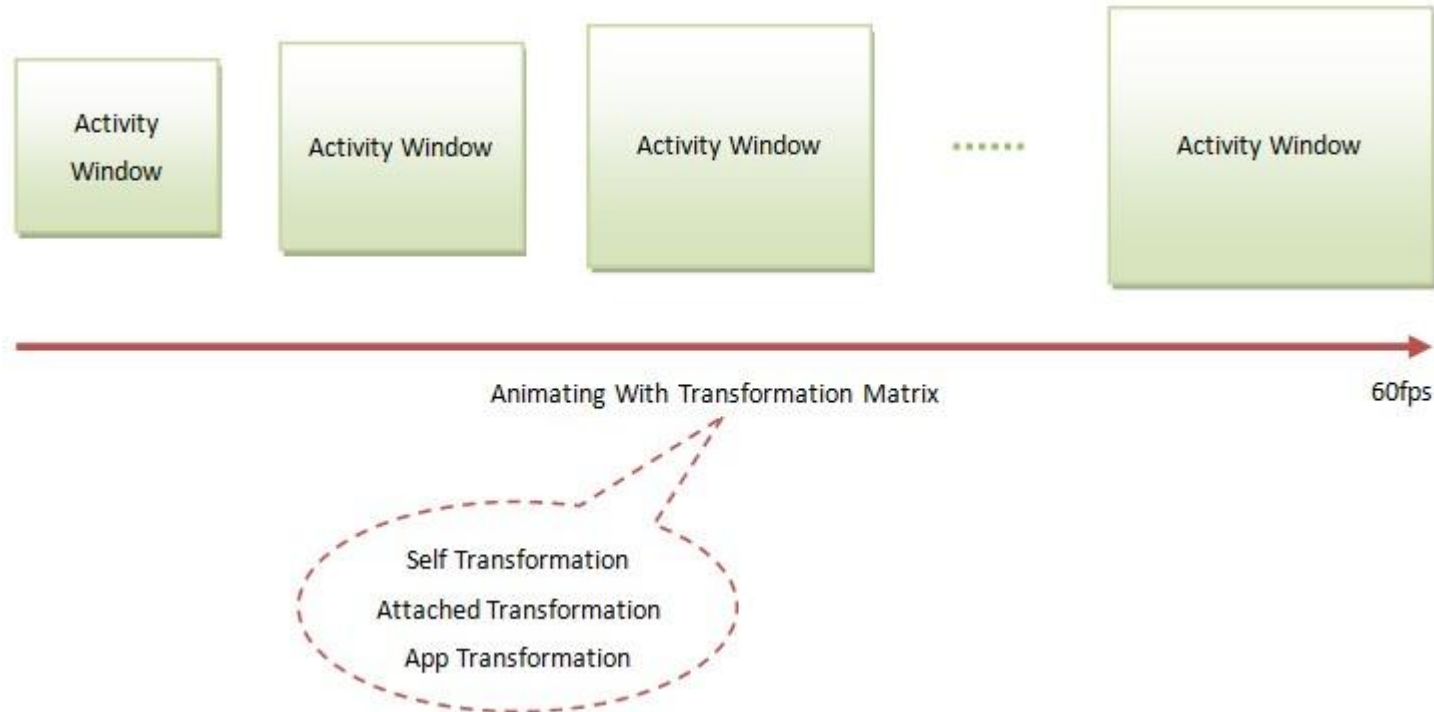 Activity
Window
Activity Window
Activity Window
Activity Window
Animating With Transformation Matrix
60fps
Self Transformation
Attached Transformation
App Transformation